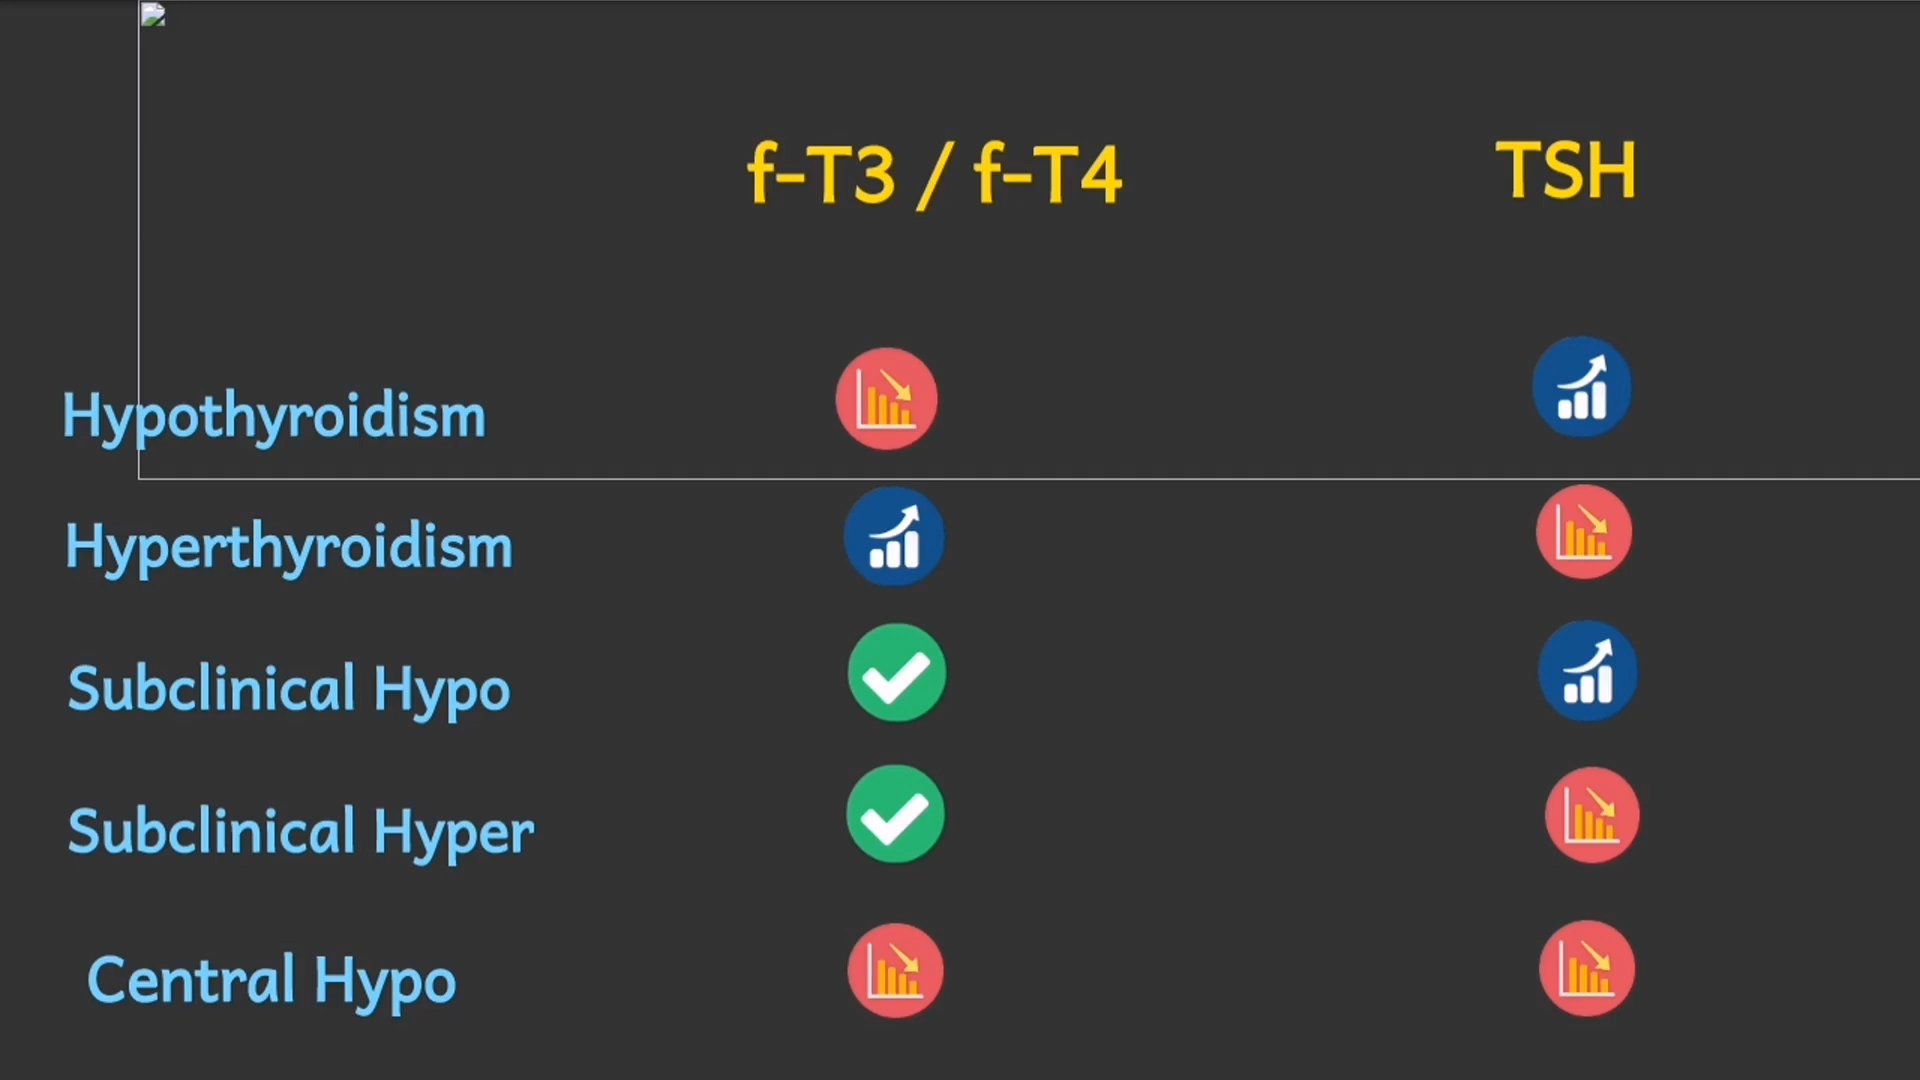 f-T3 / f-T4 TSH
Hypothyroidism
Hyperthyroidism
Subclinical Hypo
Subclinical Hyper
Central Hypo